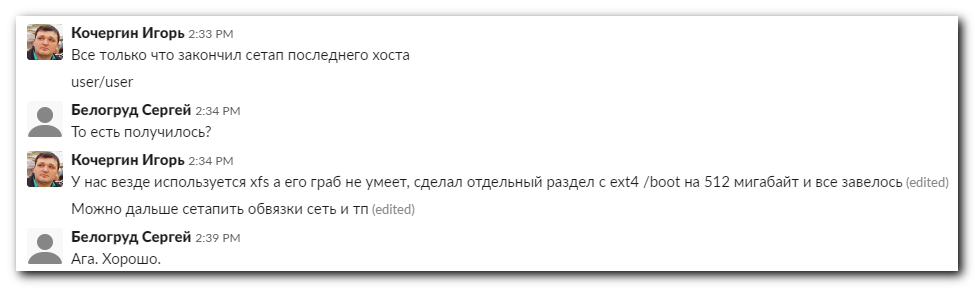 Кочергин Игорь 2:33 PM
Все только что закончил сетап последнего хоста
user/user
Белогруд Сергей 2:34 PM
То есть получилось?
Кочергин Игорь 2:34 PM
У нас везде используется xfs а его граб не умеет, сделал отдельный раздел с ext4 /boot на 512 мигабайт и все завелось (edited)
Можно дальше сетапить обвязки сеть и тп (edited)
Белогруд Сергей 2:39 PM
Ага. Хорошо.